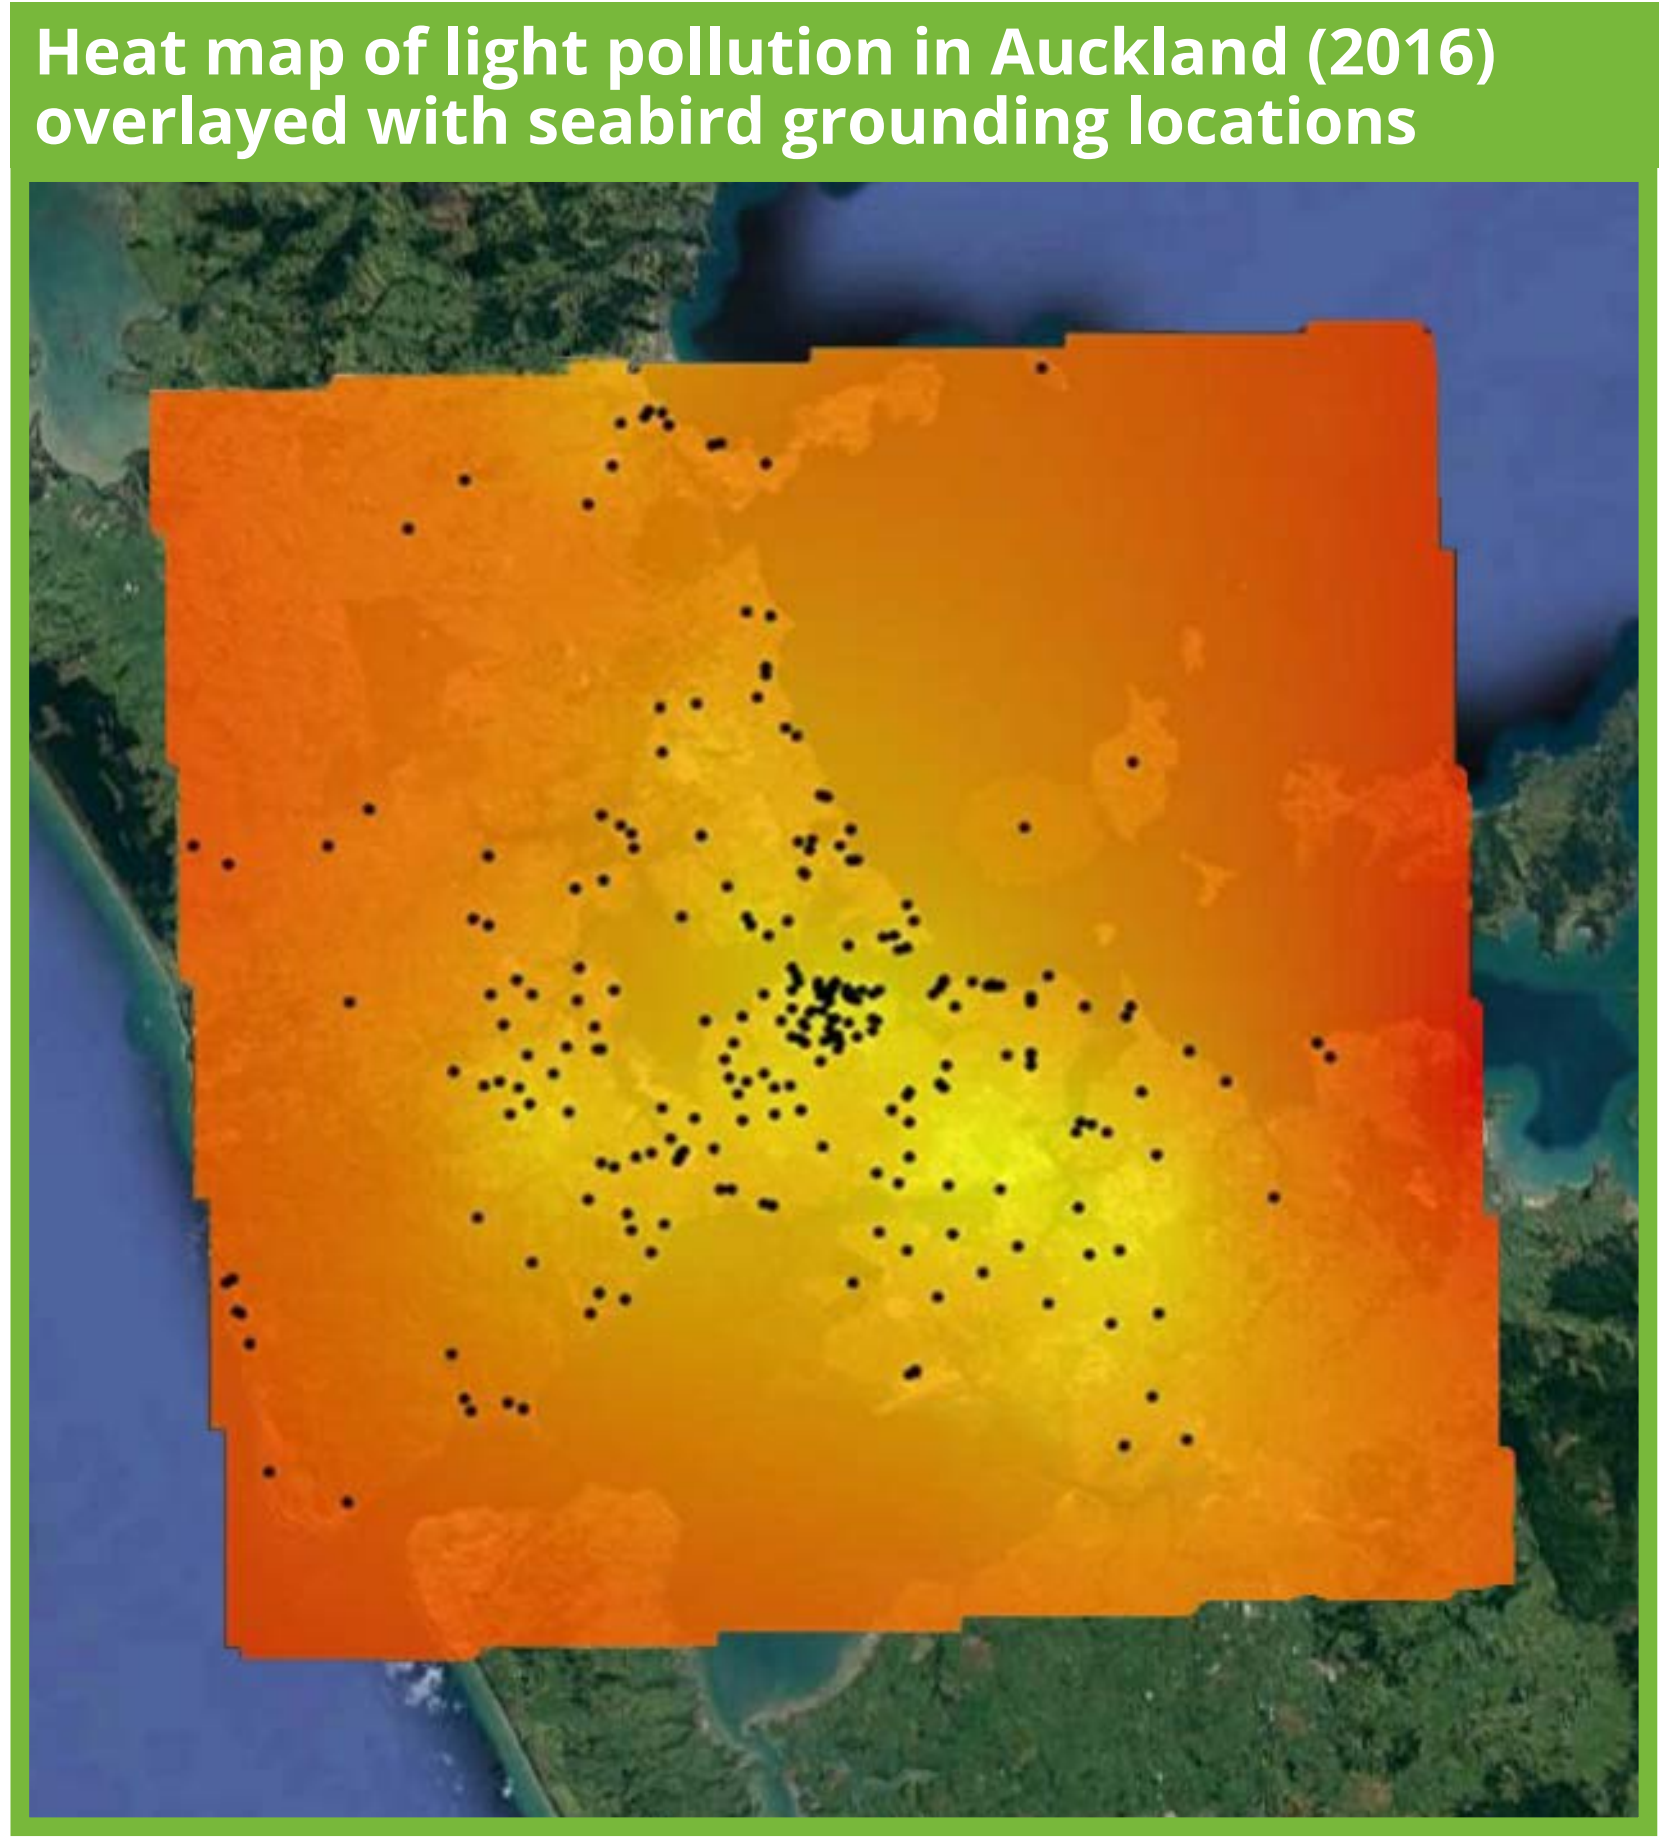 Heat map of light pollution in Auckland (2016)
overlayed with seabird grounding locations